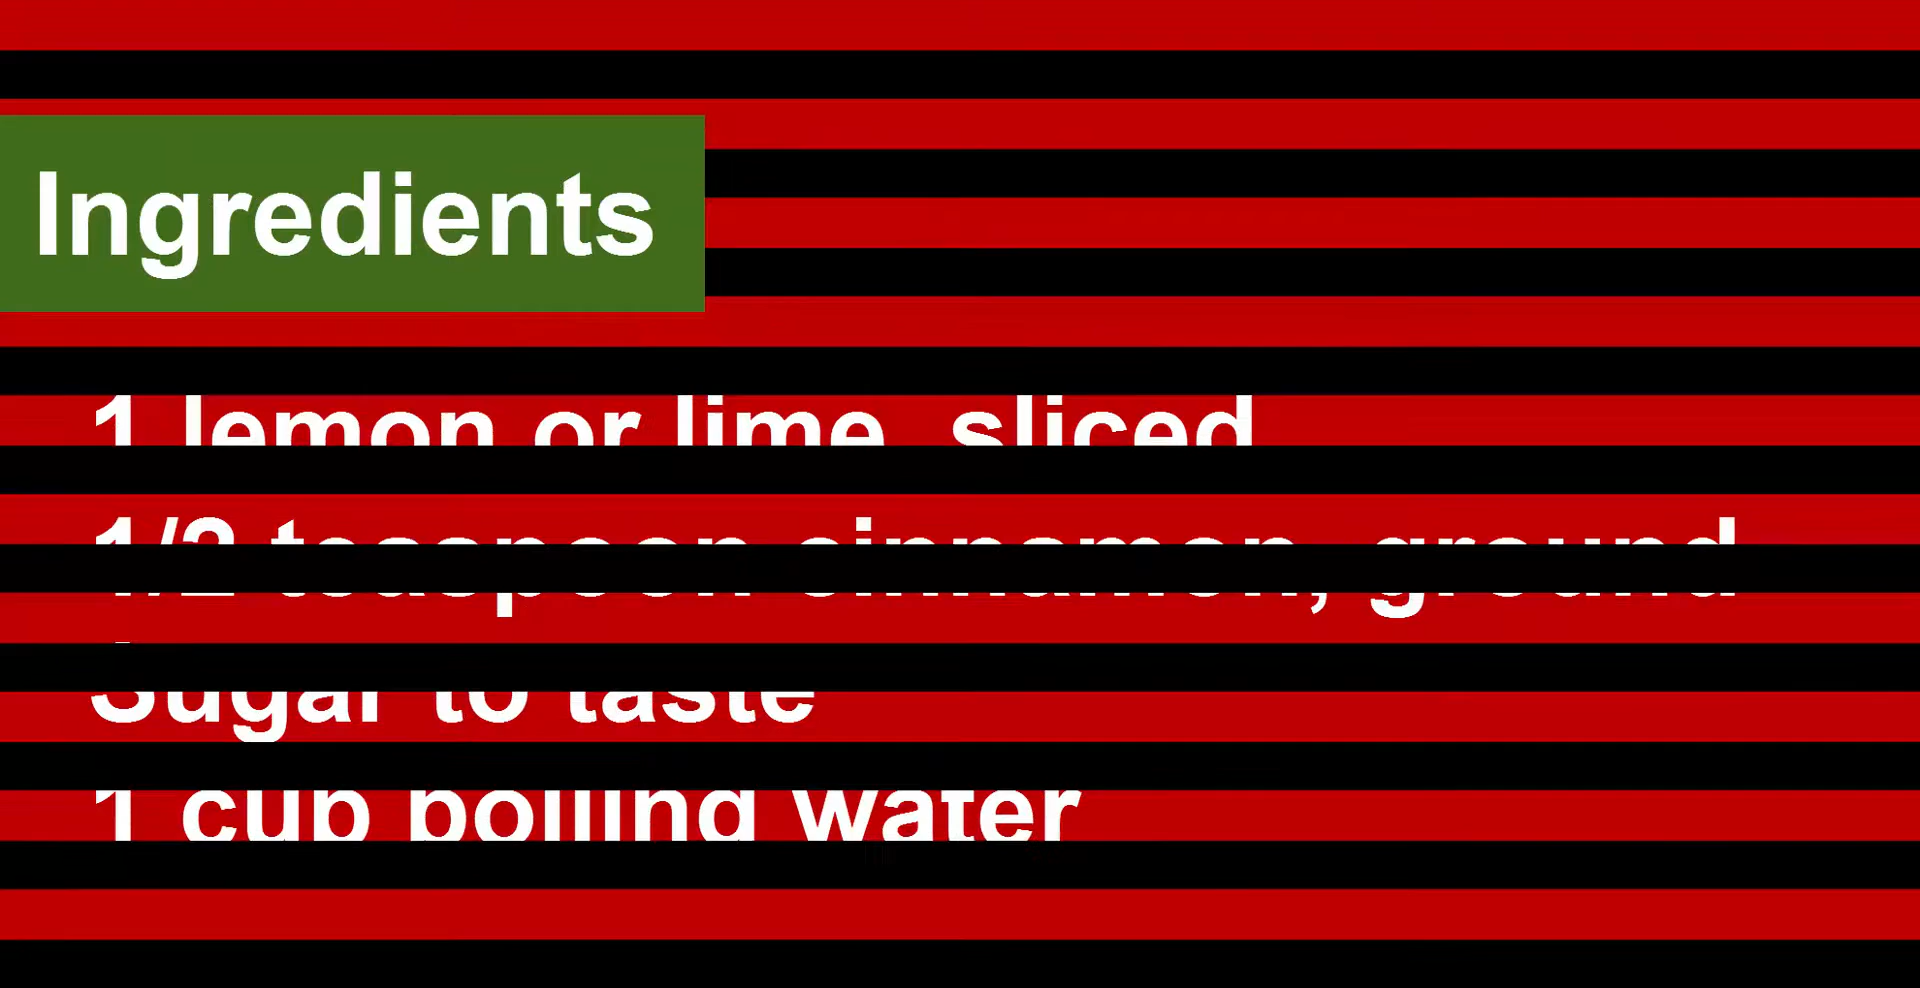 Ingredients
1 lemon or lime, sliced
1/2 teaspoon cinnamon, ground
Sugar to taste
1 cup boiling water